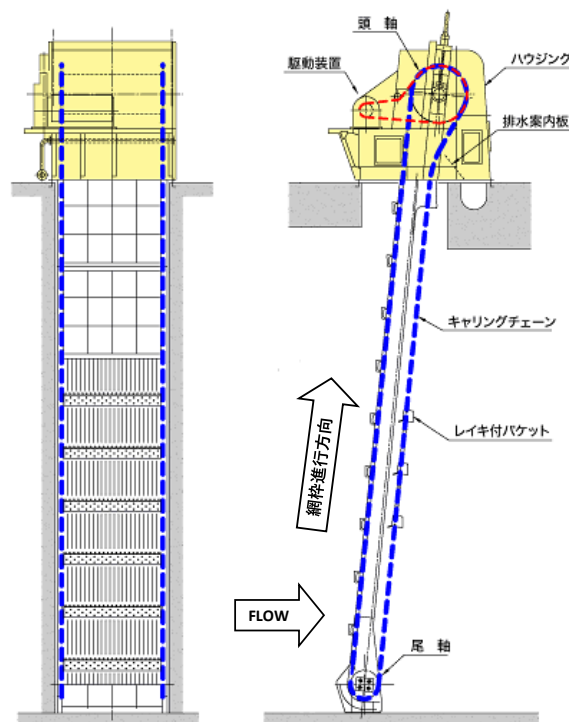 頭 軸
駆動装置
ハウジング
排水案内板
キャリングチェーン
レイキ付バケット
網枠進行方向
FLOW
尾 軸